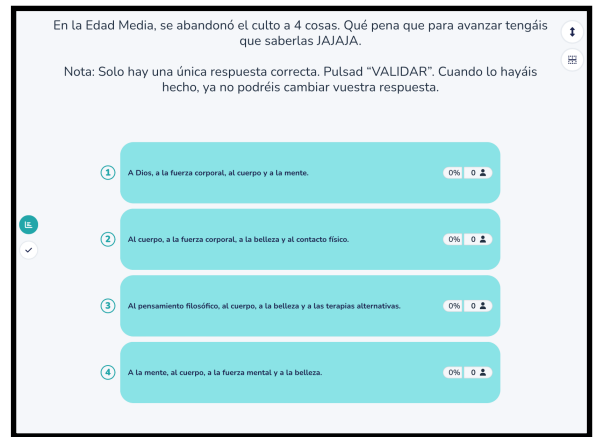 En la Edad Media, se abandonó el culto a 4 cosas. Qué pena que para avanzar tengáis
que saberlas JAJAJA.
Nota: Solo hay una única respuesta correcta. Pulsad “VALIDAR”. Cuando lo hayáis
hecho, ya no podréis cambiar vuestra respuesta.
1 A Dios, a la fuerza corporal, al cuerpo y a la mente. 0% 0
2 Al cuerpo, a la fuerza corporal, a la belleza y al contacto físico. 0% 0
3 Al pensamiento filosófico, al cuerpo, a la belleza y a las terapias alternativas. 0% 0
4 A la mente, al cuerpo, a la fuerza mental y a la belleza. 0% 0